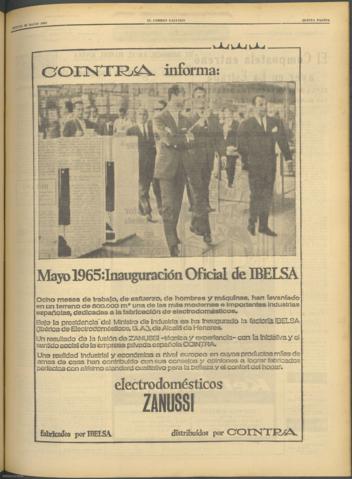 EL CORREO GALLEGO
QUINTA PAGINA
COINTRA informa:
Mayo 1965: Inauguración Oficial de IBELSA
Ocho meses de trabajo, de esfuerzo, de hombres y máquinas, han levantado
en un terreno de 500.000 m² una de las más modernas e importantes industrias
españolas, dedicadas a la fabricación de electrodomésticos.
Bajo la presidencia del Ministro de Industria se ha inaugurado la factoría IBELSA
(Ibérica de Electrodomésticos, S.A.), de Alcalá de Henares.
Un resultado de la fusión de ZANUSSI -técnica y experiencia- con la iniciativa y el
sentido social de la empresa privada española COINTRA.
Una realidad industrial y económica a nivel europeo en cuyos productos miles de
amas de casa han contribuido con sus consejos y opiniones a lograr fabricados
perfectos con el máximo standard cualitativo para la belleza y el confort del hogar.
electrodomésticos
ZANUSSI
fabricados por IBELSA distribuidos por COINTRA